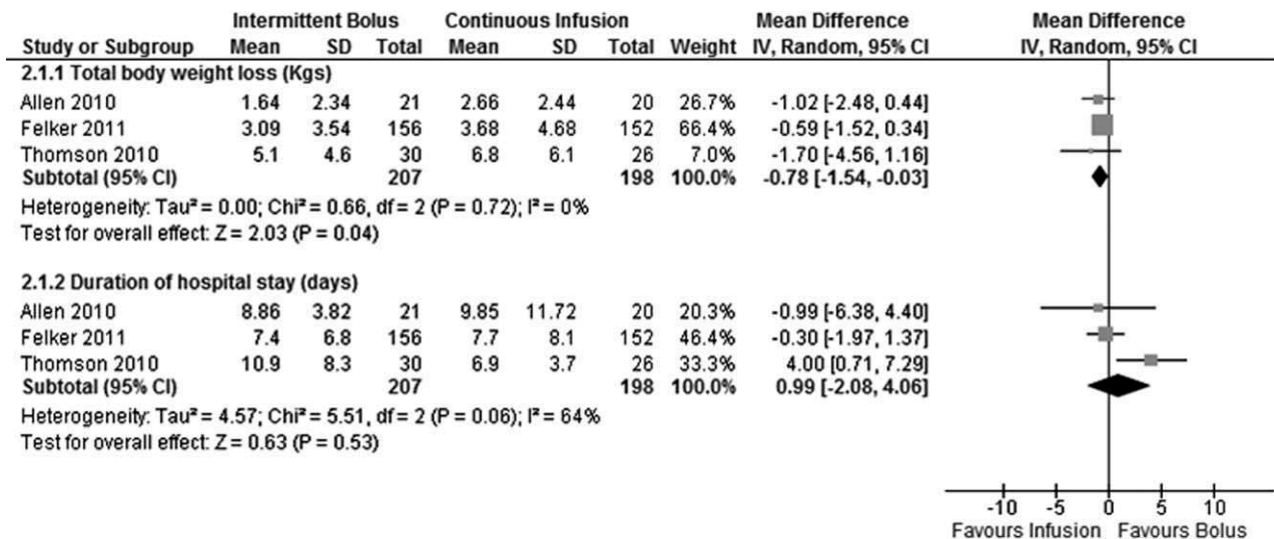 Intermittent Bolus Continuous Infusion Mean Difference Mean Difference
Study or Subgroup Mean SD Total Mean SD Total Weight IV, Random, 95% CI IV, Random, 95% CI
2.1.1 Total body weight loss (Kgs)
Allen 2010 1.64 2.34 21 2.66 2.44 20 26.7% -1.02 [-2.48, 0.44]
Felker 2011 3.09 3.54 156 3.68 4.68 152 66.4% -0.59 [-1.52, 0.34]
Thomson 2010 5.1 4.6 30 6.8 6.1 26 7.0% -1.70 [-4.56, 1.16]
Subtotal (95% CI) 207 198 100.0% -0.78 [-1.54, -0.03]
Heterogeneity: Tau² = 0.00; Chi² = 0.66, df = 2 (P = 0.72); I² = 0%
Test for overall effect: Z = 2.03 (P = 0.04)
2.1.2 Duration of hospital stay (days)
Allen 2010 8.86 3.82 21 9.85 11.72 20 20.3% -0.99 [-6.38, 4.40]
Felker 2011 7.4 6.8 156 7.7 8.1 152 46.4% -0.30 [-1.97, 1.37]
Thomson 2010 10.9 8.3 30 6.9 3.7 26 33.3% 4.00 [0.71, 7.29]
Subtotal (95% CI) 207 198 100.0% 0.99 [-2.08, 4.06]
Heterogeneity: Tau² = 4.57; Chi² = 5.51, df = 2 (P = 0.06); I² = 64%
Test for overall effect: Z = 0.63 (P = 0.53)
-10 -5 0 5 10
Favours Infusion Favours Bolus